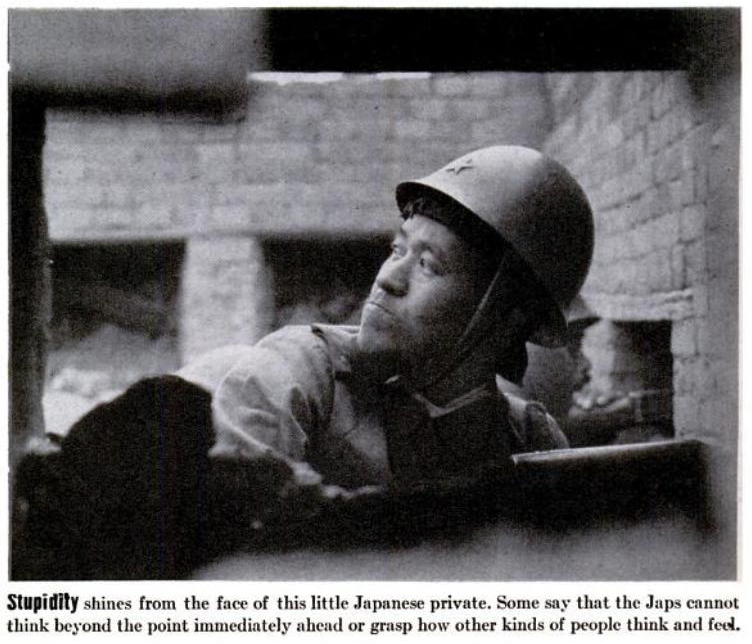 Stupidity shines from the face of this little Japanese private. Some say that the Japs cannot
think beyond the point immediately ahead or grasp how other kinds of people think and feel.